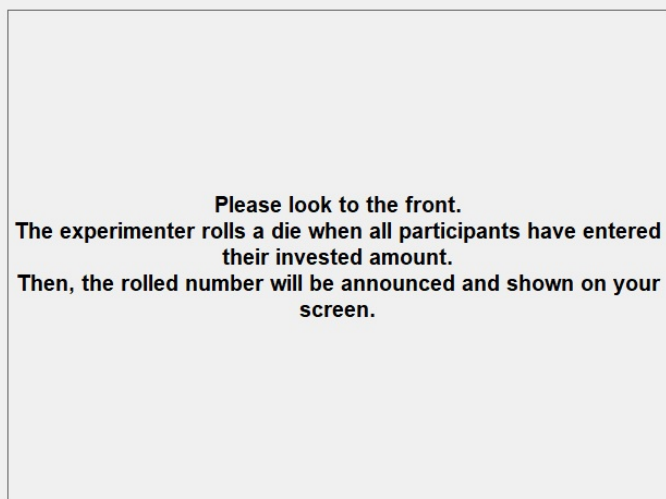 Please look to the front.
The experimenter rolls a die when all participants have entered
their invested amount.
Then, the rolled number will be announced and shown on your
screen.